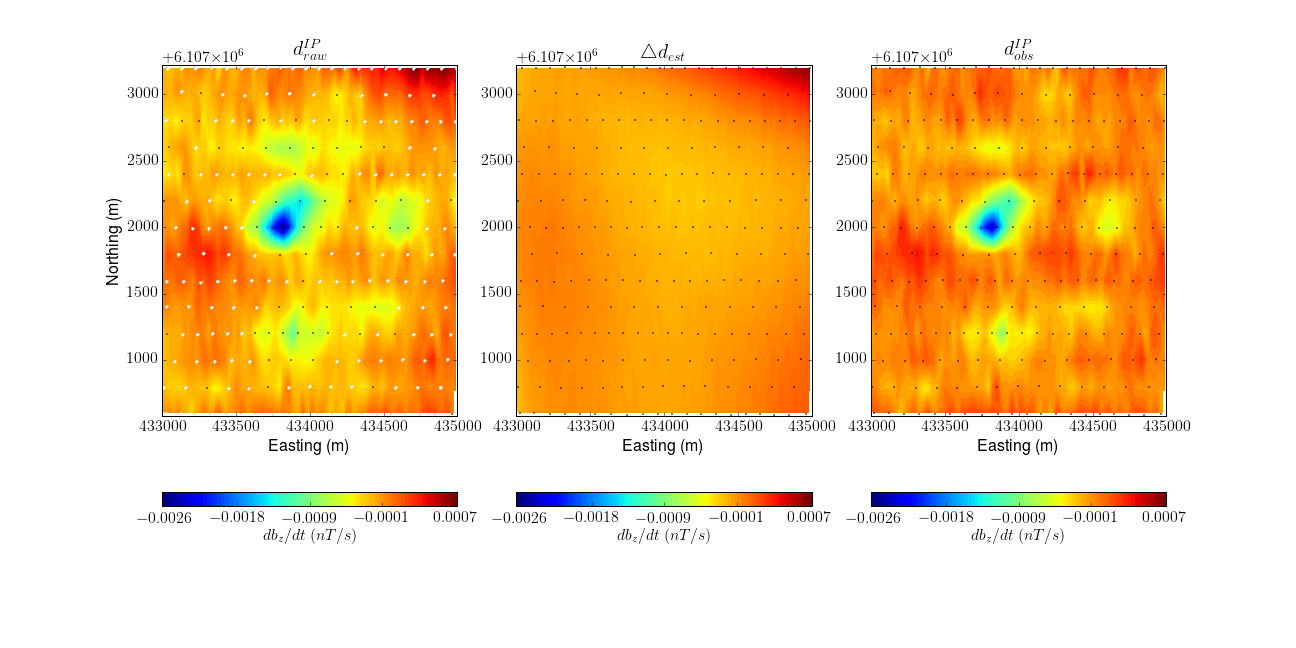 $d^{IP}_{raw}$ $\triangle d_{est}$ $d^{IP}_{obs}$
+6.107×10⁶ +6.107×10⁶ +6.107×10⁶
3000 3000 3000
2500 2500 2500
2000 2000 2000
1500 1500 1500
1000 1000 1000
Northing (m)
433000 433500 434000 434500 435000 433000 433500 434000 434500 435000 433000 433500 434000 434500 435000
Easting (m) Easting (m) Easting (m)
−0.0026 −0.0018 −0.0009 −0.0001 0.0007 −0.0026 −0.0018 −0.0009 −0.0001 0.0007 −0.0026 −0.0018 −0.0009 −0.0001 0.0007
$db_z/dt$ $(nT/s)$ $db_z/dt$ $(nT/s)$ $db_z/dt$ $(nT/s)$